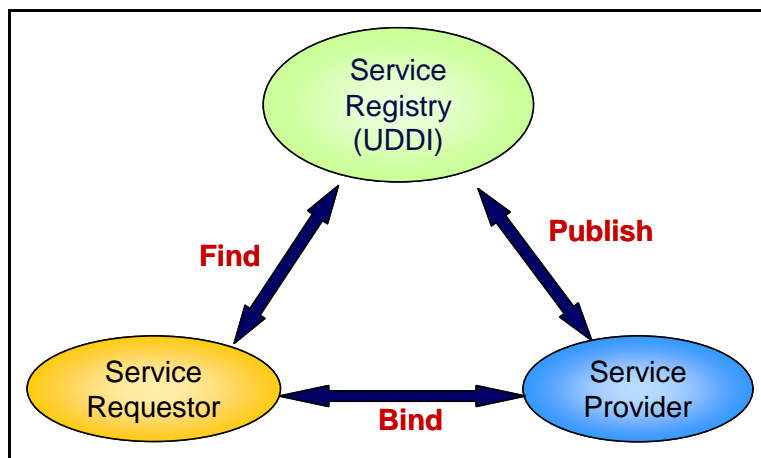 Service
Registry
(UDDI)
Publish
Find
Service
Requestor
Service
Provider
Bind